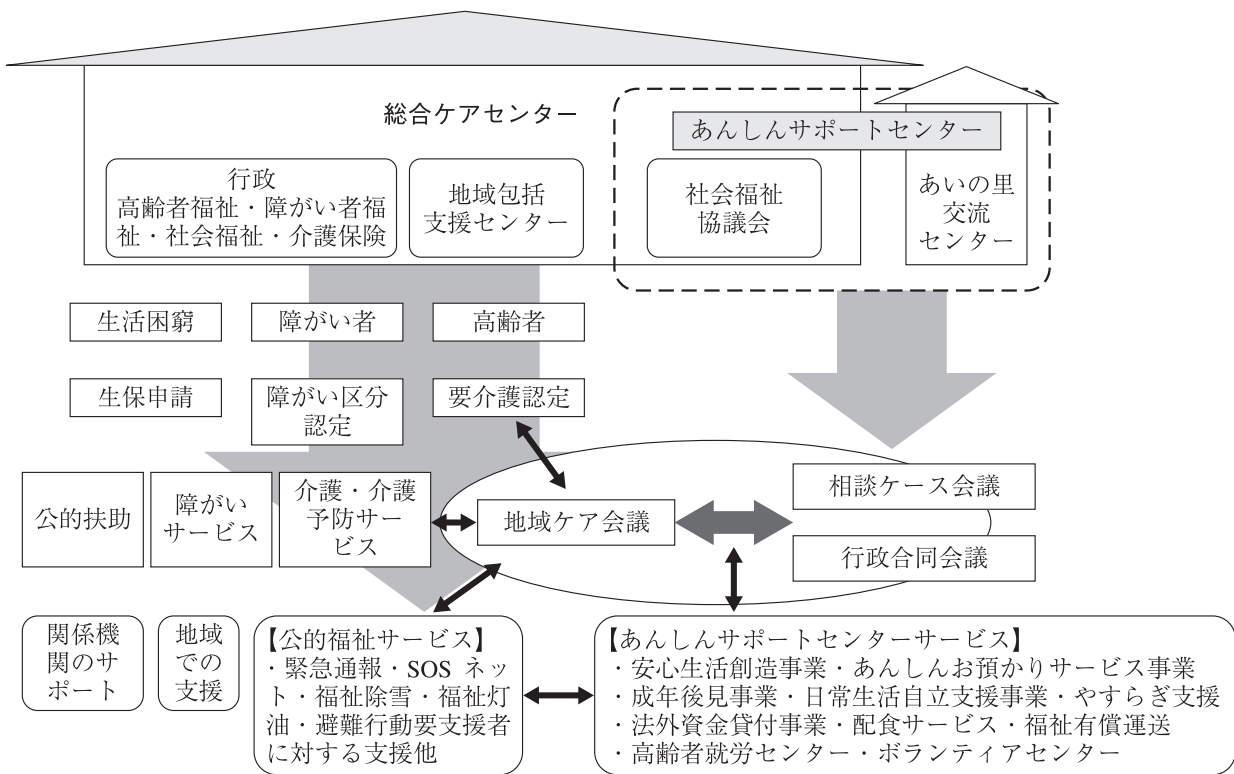 総合ケアセンター
あんしんサポートセンター
行政
高齢者福祉・障がい者福
祉・社会福祉・介護保険
地域包括
支援センター
社会福祉
協議会
あいの里
交流
センター
生活困窮
障がい者
高齢者
生保申請
障がい区分
認定
要介護認定
公的扶助
障がい
サービス
介護・介護
予防サー
ビス
地域ケア会議
相談ケース会議
行政合同会議
関係機
関のサ
ポート
地域
での
支援
【公的福祉サービス】
・緊急通報・SOS ネッ
ト・福祉除雪・福祉灯
油・避難行動要支援者
に対する支援他
【あんしんサポートセンターサービス】
・安心生活創造事業・あんしんお預かりサービス事業
・成年後見事業・日常生活自立支援事業・やすらぎ支援
・法外資金貸付事業・配食サービス・福祉有償運送
・高齢者就労センター・ボランティアセンター